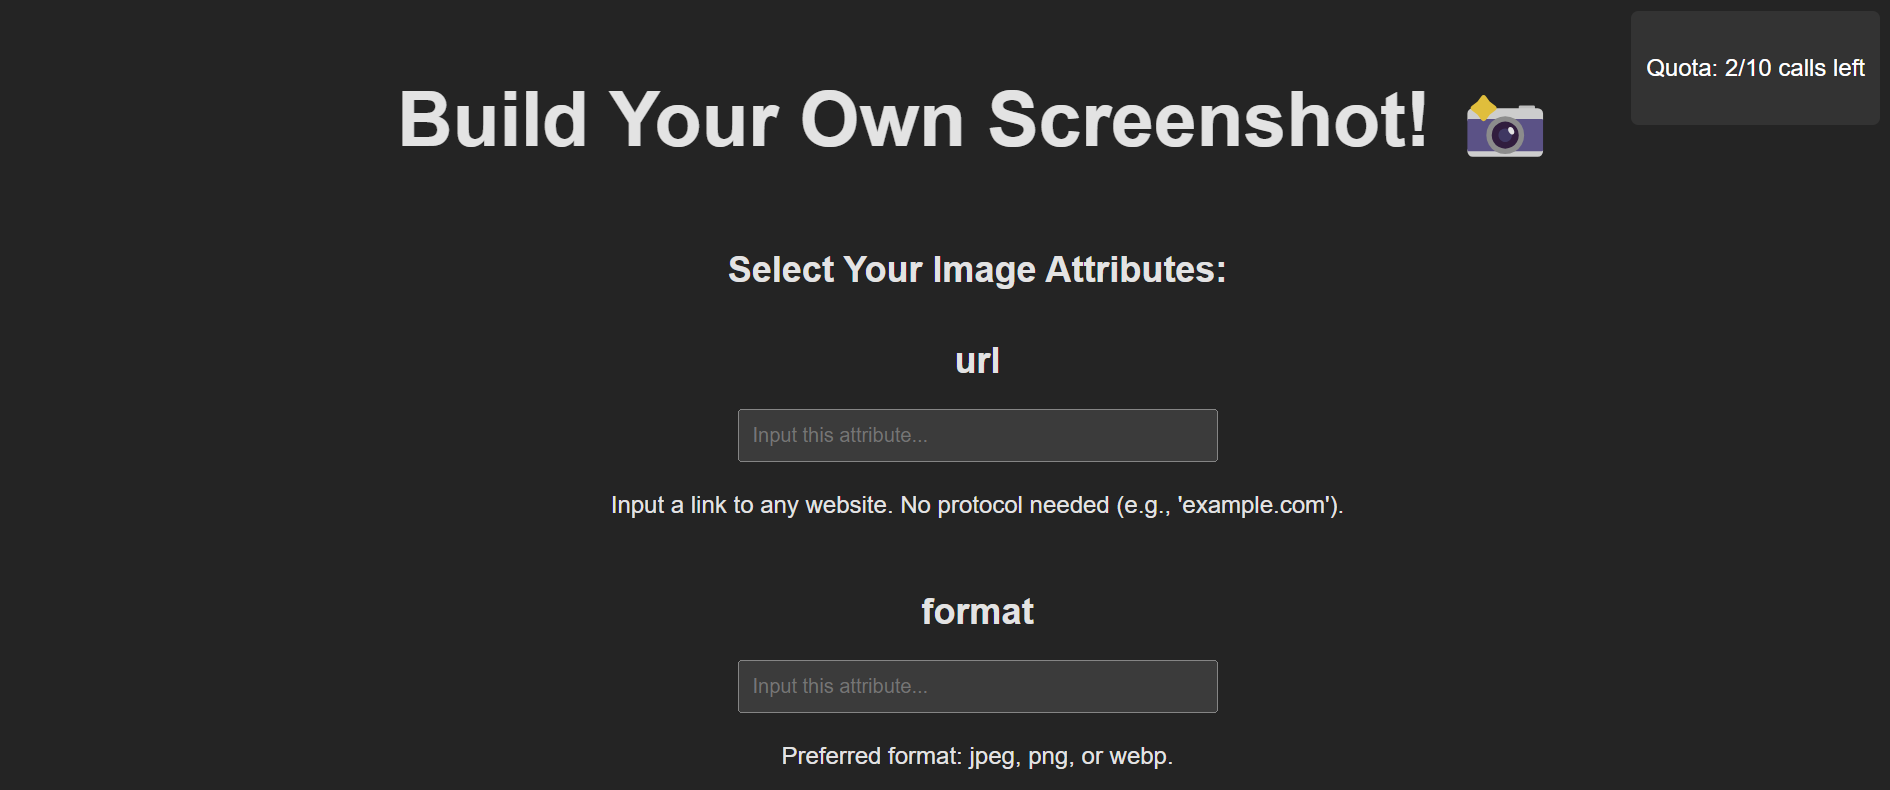 Quota: 2/10 calls left
Build Your Own Screenshot!
Select Your Image Attributes:
url
Input this attribute...
Input a link to any website. No protocol needed (e.g., 'example.com').
format
Input this attribute...
Preferred format: jpeg, png, or webp.